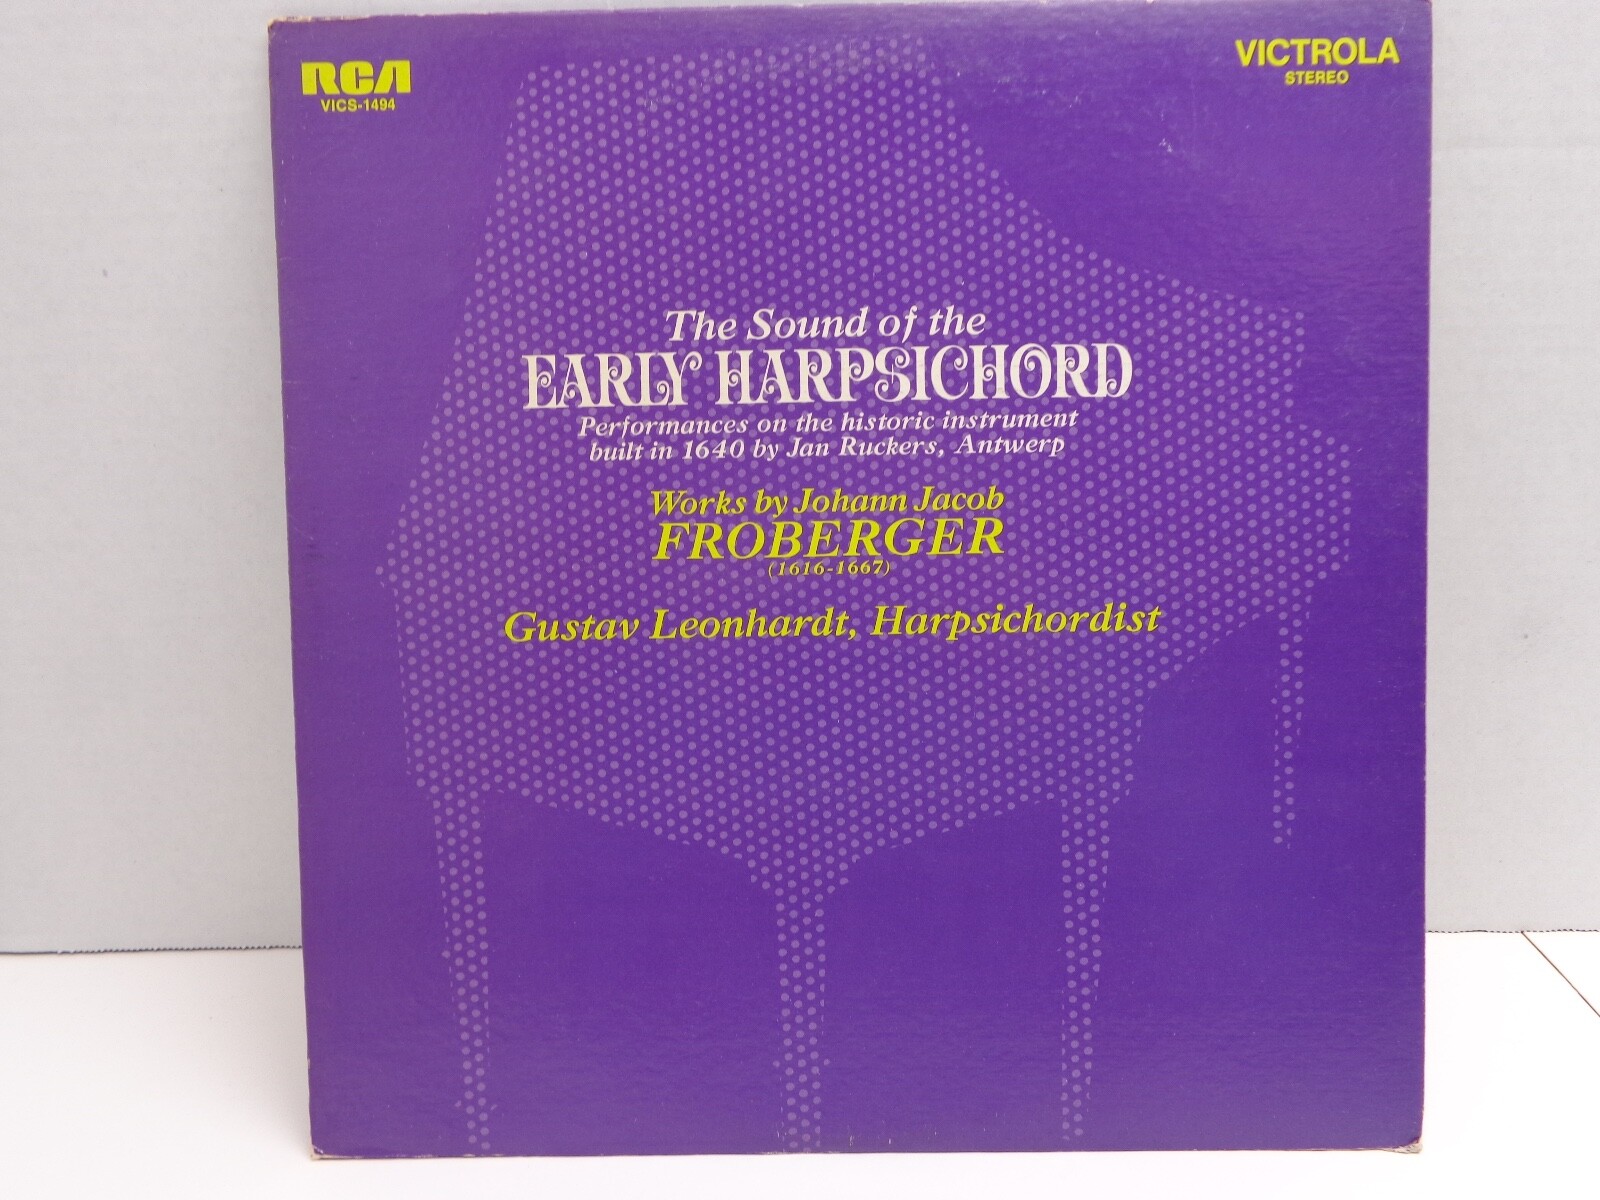 RCA
VICS-1494
VICTROLA
STEREO
The Sound of the
EARLY HARPSICHORD
Performances on the historic instrument
built in 1640 by Jan Ruckers, Antwerp
Works by Johann Jacob
FROBERGER
(1616-1667)
Gustav Leonhardt, Harpsichordist